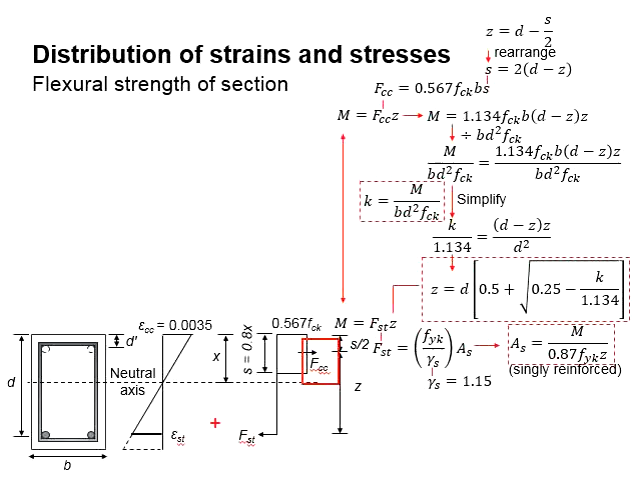 z = d − s/2
Distribution of strains and stresses
rearrange
s = 2(d − z)
Flexural strength of section
F_cc = 0.567f_ck bs
M = F_cc z → M = 1.134f_ck b(d − z)z
÷ bd²f_ck
M/bd²f_ck = 1.134f_ck b(d − z)z/bd²f_ck
k = M/bd²f_ck
Simplify
k/1.134 = (d − z)z/d²
z = d [0.5 + √(0.25 − k/1.134)]
ε_cc = 0.0035
0.567f_ck
M = F_st z
d'
x
s = 0.8x
s/2
F_st = (f_yk/γ_s) A_s → A_s = M/0.87f_yk z
F_cc
(singly reinforced)
γ_s = 1.15
Neutral
axis
d
z
+
ε_st
F_st
b